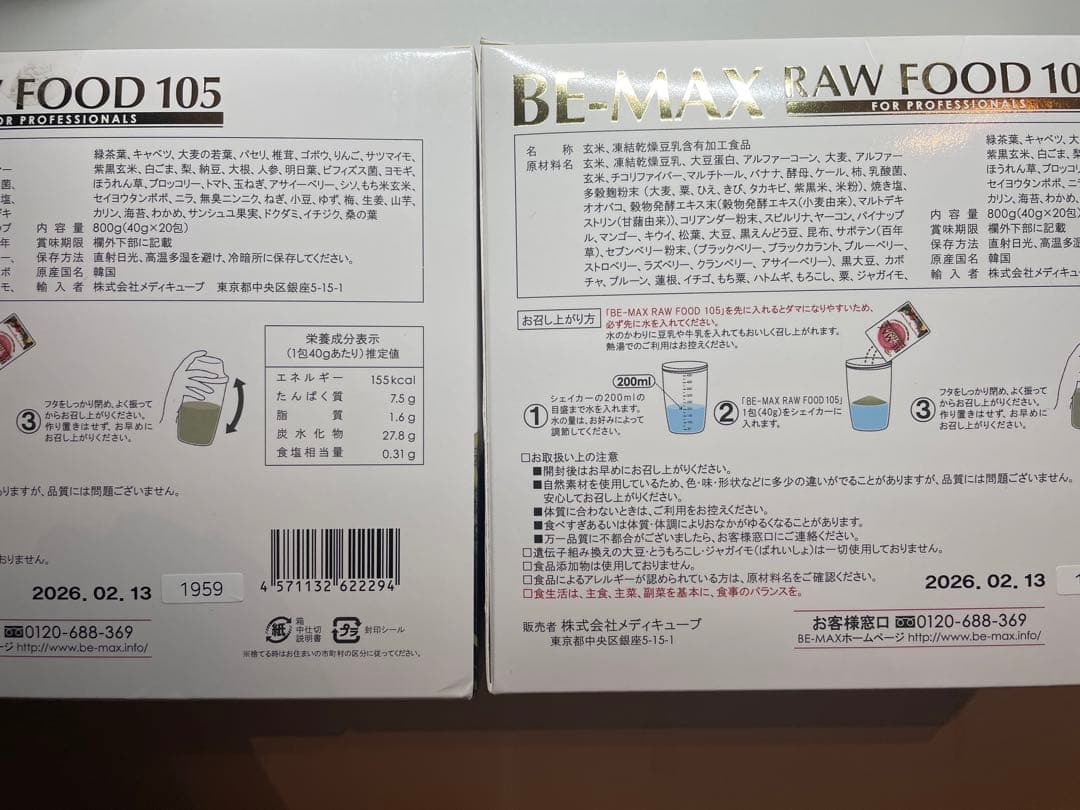 FOOD 105
OR PROFESSIONALS
緑茶葉、キャベツ、大麦の若葉、パセリ、椎茸、ゴボウ、りんご、サツマイモ、
紫黒玄米、白ごま、梨、納豆、大根、人参、明日葉、ビフィズス菌、ヨモギ、
ほうれん草、ブロッコリー、トマト、玉ねぎ、アサイーベリー、シソ、もち米玄米、
セイヨウタンポポ、ニラ、無臭ニンニク、ねぎ、小豆、ゆず、梅、生姜、山芋、
カリン、海苔、わかめ、サンシュユ果実、ドクダミ、イチジク、桑の葉
内容量 800g(40g×20包)
賞味期限 欄外下部に記載
保存方法 直射日光、高温多湿を避け、冷暗所に保存してください。
原産国名 韓国
輸入者 株式会社メディキューブ 東京都中央区銀座5-15-1
栄養成分表示
(1包40gあたり)推定値
エネルギー 155kcal
たんぱく質 7.5g
脂質 1.6g
炭水化物 27.8g
食塩相当量 0.31g
③ フタをしっかり閉め、よく振って
からお召し上がりください。
作り置きはせず、お早めに
お召し上がりください。
りますが、品質には問題ございません。
おりません。
4 571132 622294
2026.02.13
1959
0120-688-369
ージ http://www.be-max.info/
紙
箱
中仕切
説明書
プラ
封印シール
※捨てる時はお住まいの市町村の区分に従ってください。
BE-MAX RAW FOOD 10
FOR PROFESSIONALS
名称 玄米、凍結乾燥豆乳含有加工食品
原材料名 玄米、凍結乾燥豆乳、大豆蛋白、アルファーコーン、大麦、アルファー
玄米、チコリファイバー、マルチトール、バナナ、酵母、ケール、柿、乳酸菌、
多穀麹粉末(大麦、粟、ひえ、きび、タカキビ、紫黒米、米粉)、焼き塩、
オオバコ、穀物発酵エキス末(穀物発酵エキス(小麦由来)、マルトデキ
ストリン(甘藷由来))、コリアンダー粉末、スピルリナ、ヤーコン、パイナップ
ル、マンゴー、キウイ、松葉、大豆、黒えんどう豆、昆布、サボテン(百年
草)、セブンベリー粉末、(ブラックベリー、ブラックカラント、ブルーベリー、
ストロベリー、ラズベリー、クランベリー、アサイーベリー)、黒大豆、カボ
チャ、プルーン、蓮根、イチゴ、もち粟、ハトムギ、もろこし、粟、ジャガイモ、
緑茶葉、キャベツ、大
紫黒玄米、白ごま、梨
ほうれん草、ブロッコ
セイヨウタンポポ、ニ
カリン、海苔、わかめ、
内容量 800g(40g×20包
賞味期限 欄外下部に記載
保存方法 直射日光、高温多湿
原産国名 韓国
輸入者 株式会社メディキュ
お召し上がり方
「BE-MAX RAW FOOD 105」を先に入れるとダマになりやすいため、
必ず先に水を入れてください。
水のかわりに豆乳や牛乳を入れてもおいしく召し上がれます。
熱湯でのご利用はお控えください。
200ml
① シェイカーの200mlの
目盛まで水を入れます。
水の量は、お好みによって
調節してください。
② 「BE-MAX RAW FOOD 105」
1包(40g)をシェイカーに
入れます。
③ フタをしっかり閉め、よく振って
からお召し上がりください。
作り置きはせず、お早めに
お召し上がりください。
□お取扱い上の注意
■開封後はお早めにお召し上がりください。
■自然素材を使用しているため、色・味・形状などに多少の違いがでることがありますが、品質には問題ございません。
安心してお召し上がりください。
■体質に合わないときは、ご利用をお控えください。
■食べすぎあるいは体質・体調によりおなかがゆるくなることがあります。
■万一品質に不都合がございましたら、お客様窓口にご連絡ください。
□遺伝子組み換えの大豆・とうもろこし・ジャガイモ(ばれいしょ)は一切使用しておりません。
□食品添加物は使用しておりません。
□食品によるアレルギーが認められている方は、原材料名をご確認ください。
□食生活は、主食、主菜、副菜を基本に、食事のバランスを。
2026.02.13
販売者 株式会社メディキューブ
東京都中央区銀座5-15-1
お客様窓口 0120-688-369
BE-MAXホームページ http://www.be-max.info/